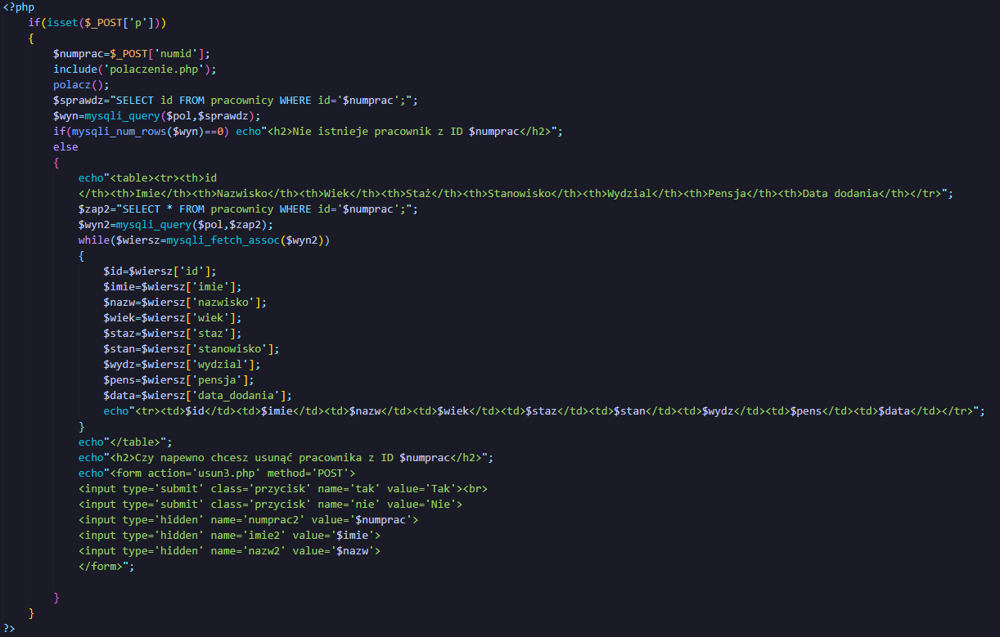 <?php
if(isset($_POST['p']))
{
$numprac=$_POST['numid'];
include('polaczenie.php');
polacz();
$sprawdz="SELECT id FROM pracownicy WHERE id='$numprac';";
$wyn=mysqli_query($pol,$sprawdz);
if(mysqli_num_rows($wyn)==0) echo"<h2>Nie istnieje pracownik z ID $numprac</h2>";
else
{
echo"<table><tr><th>id
</th><th>Imie</th><th>Nazwisko</th><th>Wiek</th><th>Staż</th><th>Stanowisko</th><th>Wydzial</th><th>Pensja</th><th>Data dodania</th></tr>";
$zap2="SELECT * FROM pracownicy WHERE id='$numprac';";
$wyn2=mysqli_query($pol,$zap2);
while($wiersz=mysqli_fetch_assoc($wyn2))
{
$id=$wiersz['id'];
$imie=$wiersz['imie'];
$nazw=$wiersz['nazwisko'];
$wiek=$wiersz['wiek'];
$staz=$wiersz['staz'];
$stan=$wiersz['stanowisko'];
$wydz=$wiersz['wydzial'];
$pens=$wiersz['pensja'];
$data=$wiersz['data_dodania'];
echo"<tr><td>$id</td><td>$imie</td><td>$nazw</td><td>$wiek</td><td>$staz</td><td>$stan</td><td>$wydz</td><td>$pens</td><td>$data</td></tr>";
}
echo"</table>";
echo"<h2>Czy napewno chcesz usunąć pracownika z ID $numprac</h2>";
echo"<form action='usun3.php' method='POST'>
<input type='submit' class='przycisk' name='tak' value='Tak'><br>
<input type='submit' class='przycisk' name='nie' value='Nie'>
<input type='hidden' name='numprac2' value='$numprac'>
<input type='hidden' name='imie2' value='$imie'>
<input type='hidden' name='nazw2' value='$nazw'>
</form>";
}
}
?>